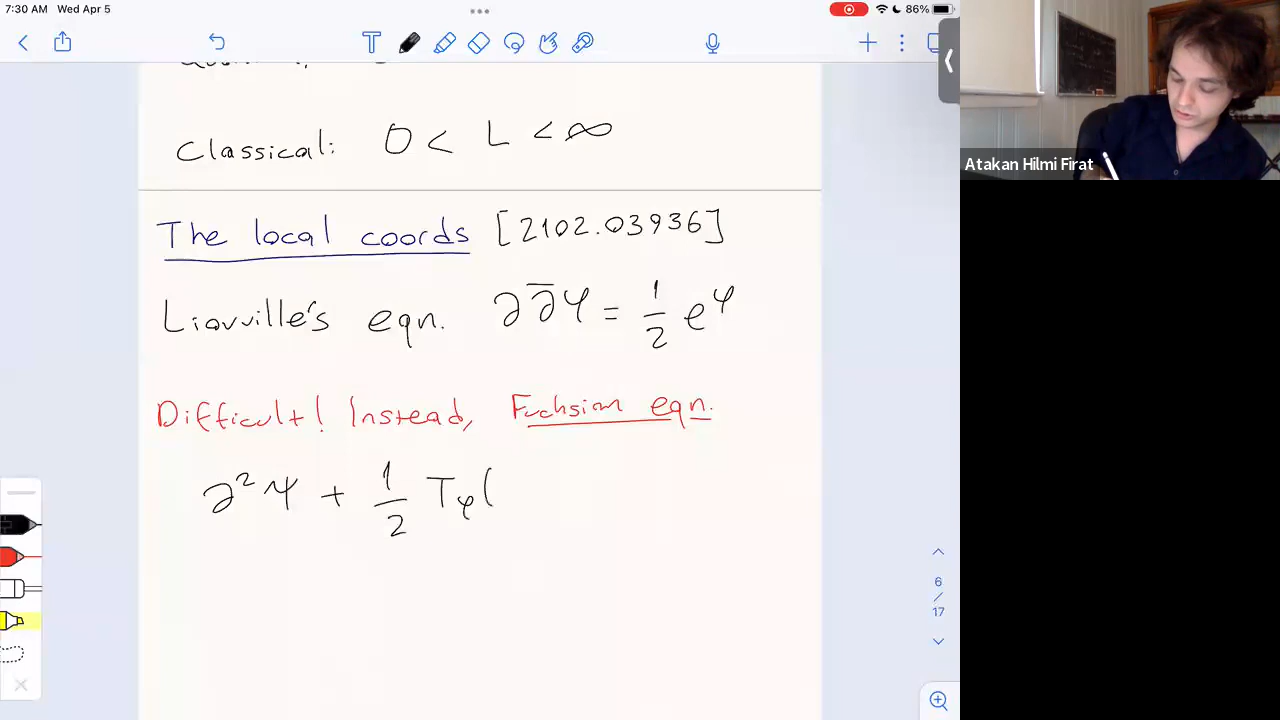 7:30 AM Wed Apr 5
86%
Classical: 0 < L < ∞
The local coords [2102.03936]
Liouville's eqn. ∂∂̄φ = 1/2 e^φ
Difficult! Instead, Fuchsian eqn.
∂²ψ + 1/2 T_φ(
6
/
17
Atakan Hilmi Firat